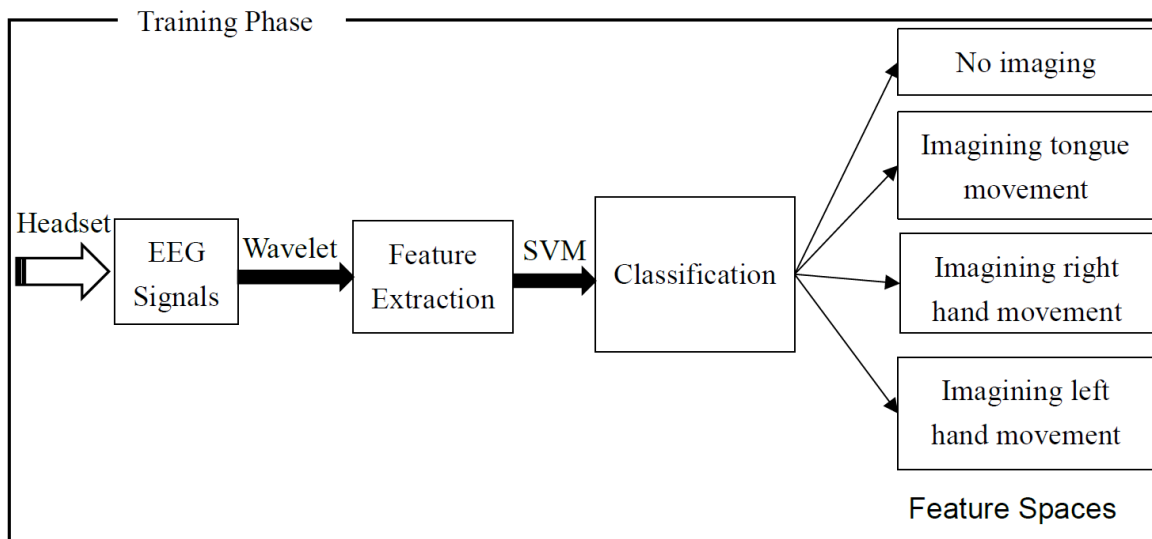 Training Phase
Headset
EEG
Signals
Wavelet
Feature
Extraction
SVM
Classification
No imaging
Imagining tongue
movement
Imagining right
hand movement
Imagining left
hand movement
Feature Spaces